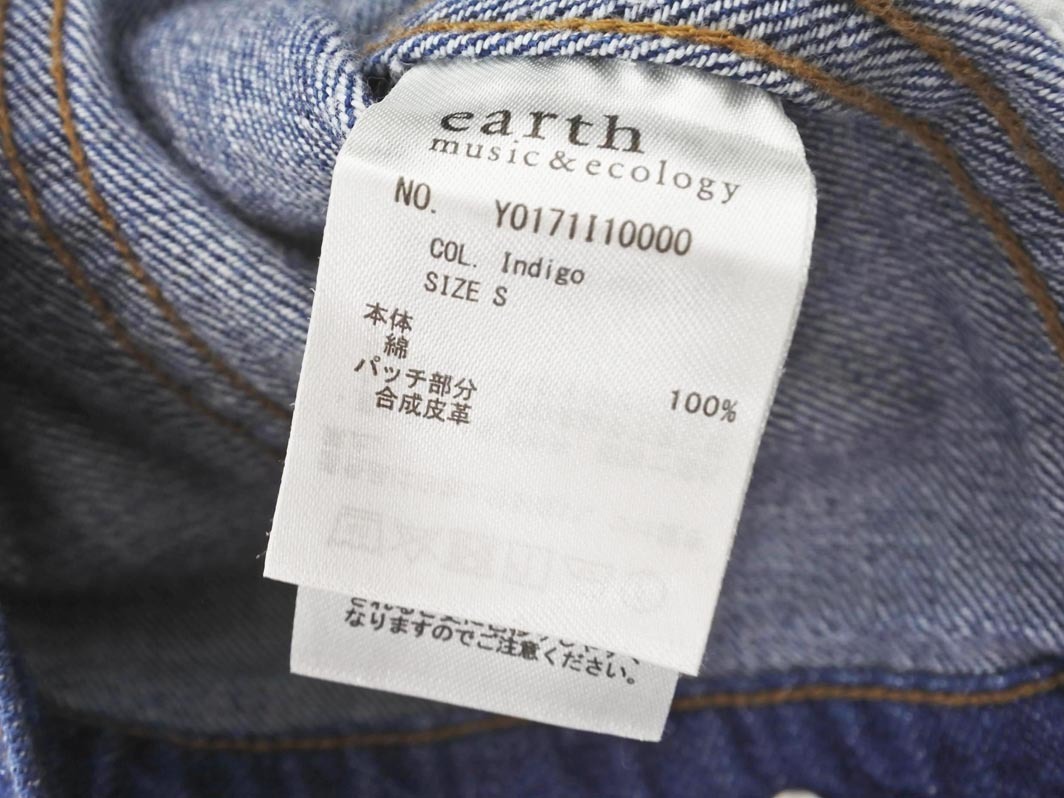 earth
music&ecology
NO. Y0171I10000
COL. Indigo
SIZE S
本体
綿 100%
パッチ部分
合成皮革
なりますのでご注意ください。